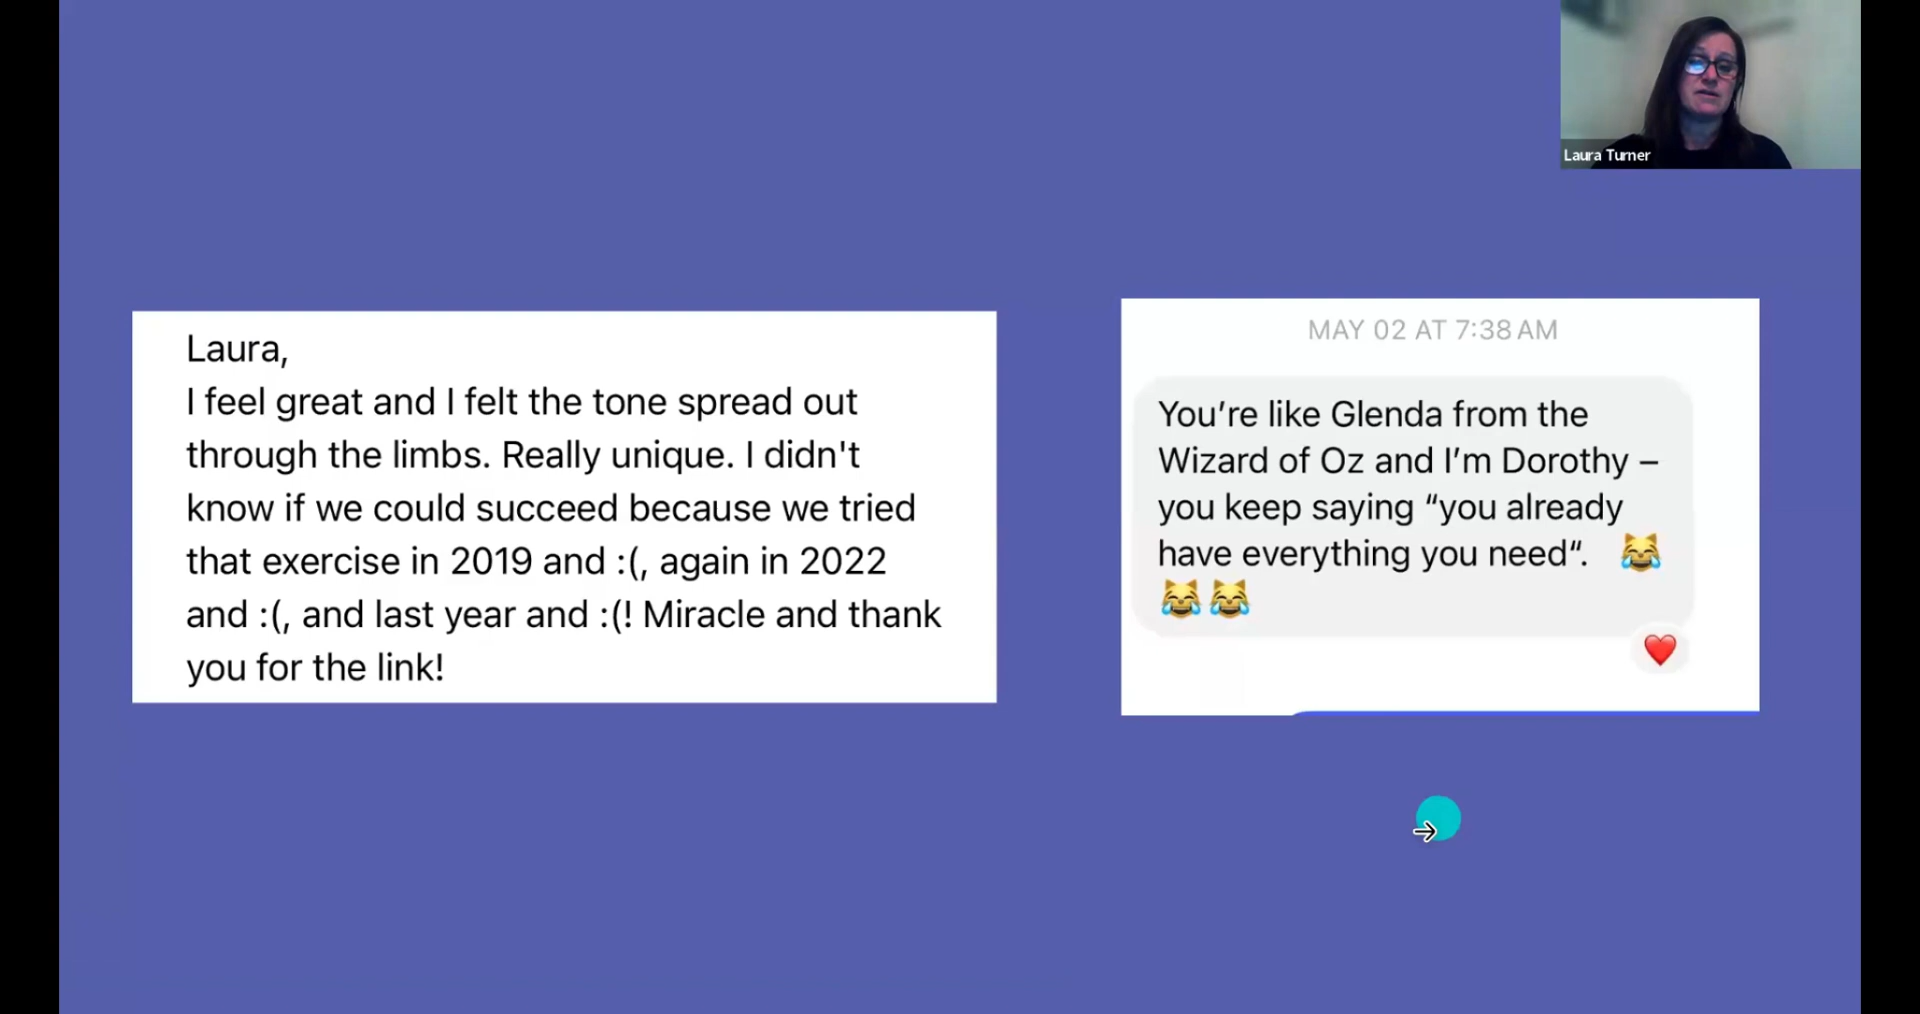 Laura Turner
Laura,
I feel great and I felt the tone spread out
through the limbs. Really unique. I didn't
know if we could succeed because we tried
that exercise in 2019 and :(, again in 2022
and :(, and last year and :(! Miracle and thank
you for the link!
MAY 02 AT 7:38 AM
You’re like Glenda from the
Wizard of Oz and I’m Dorothy –
you keep saying “you already
have everything you need“. 😹
😹😹
❤️